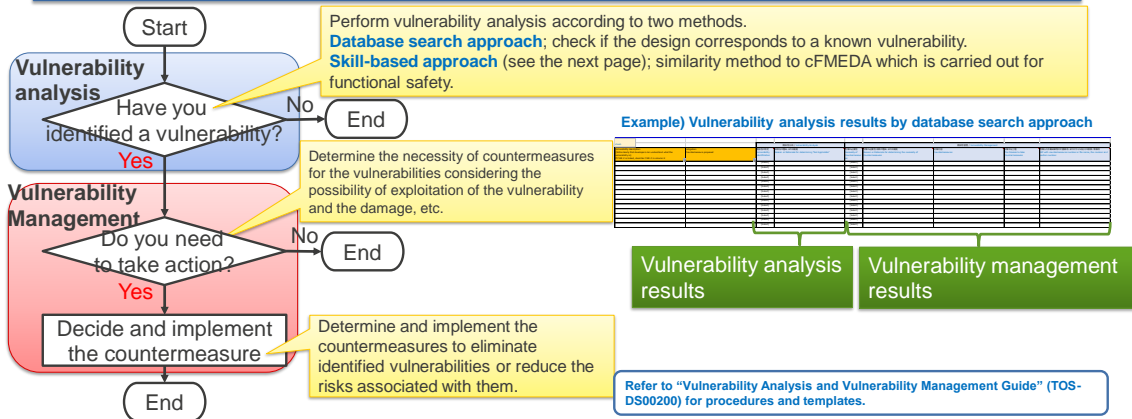 Start
Perform vulnerability analysis according to two methods.
Database search approach; check if the design corresponds to a known vulnerability.
Skill-based approach (see the next page); similarity method to cFMEDA which is carried out for
functional safety.
Vulnerability
analysis
Have you
identified a vulnerability?
No
End
Yes
Example) Vulnerability analysis results by database search approach
Determine the necessity of countermeasures
for the vulnerabilities considering the
possibility of exploitation of the vulnerability
and the damage, etc.
Vulnerability
Management
Do you need
to take action?
No
End
Yes
Vulnerability analysis
results
Vulnerability management
results
Decide and implement
the countermeasure
Determine and implement the
countermeasures to eliminate
identified vulnerabilities or reduce the
risks associated with them.
End
Refer to “Vulnerability Analysis and Vulnerability Management Guide” (TOS-
DS00200) for procedures and templates.